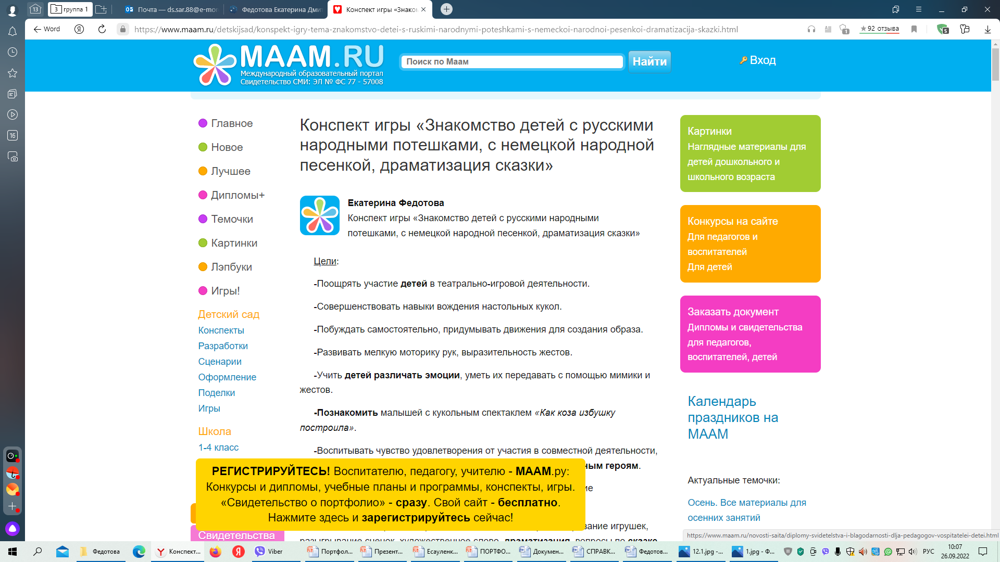 13
3 группа 1
Почта — ds.sar.88@e-mor
Федотова Екатерина Дми
Конспект игры «Знаком
Word
https://www.maam.ru/detskijsad/konspekt-igry-tema-znakomstvo-detei-s-ruskimi-narodnymi-poteshkami-s-nemeckoi-narodnoi-pesenkoi-dramatizacija-skazki.html
1
★ 92 отзыва
5
16
MAAM.RU
Международный образовательный портал
Свидетельство СМИ: ЭЛ № ФС 77 - 57008
Поиск по Маам
Найти
Вход
Главное
Новое
Лучшее
Дипломы+
Темочки
Картинки
Лэпбуки
Игры!
Детский сад
Конспекты
Разработки
Сценарии
Оформление
Поделки
Игры
Школа
1-4 класс
Свидетельства
Конспект игры «Знакомство детей с русскими
народными потешками, с немецкой народной
песенкой, драматизация сказки»
Екатерина Федотова
Конспект игры «Знакомство детей с русскими народными
потешками, с немецкой народной песенкой, драматизация сказки»
Цели:
-Поощрять участие детей в театрально-игровой деятельности.
-Совершенствовать навыки вождения настольных кукол.
-Побуждать самостоятельно, придумывать движения для создания образа.
-Развивать мелкую моторику рук, выразительность жестов.
-Учить детей различать эмоции, уметь их передавать с помощью мимики и
жестов.
-Познакомить малышей с кукольным спектаклем «Как коза избушку
построила».
-Воспитывать чувство удовлетворения от участия в совместной деятельности,
ным героям.
ие
вание игрушек,
разыгрывание сценок, художественное слово, драматизация, вопросы по сказке
РЕГИСТРИРУЙТЕСЬ! Воспитателю, педагогу, учителю - МААМ.ру:
Конкурсы и дипломы, учебные планы и программы, конспекты, игры.
«Свидетельство о портфолио» - сразу. Свой сайт - бесплатно.
Нажмите здесь и зарегистрируйтесь сейчас!
Картинки
Наглядные материалы для
детей дошкольного и
школьного возраста
Конкурсы на сайте
Для педагогов и
воспитателей
Для детей
Заказать документ
Дипломы и свидетельства
для педагогов,
воспитателей, детей
Календарь
праздников на
МААМ
Актуальные темочки:
Осень. Все материалы для
осенних занятий
https://www.maam.ru/novosti-saita/diplomy-svidetelstva-i-blagodarnosti-dlja-pedagogov-vospitatelei-detei.html
Федотова
Конспект...
Viber
Портфол...
Презент...
Есауленк...
ПОРТФО...
Докумен...
СПРАВК...
Федотов...
12.1.jpg -...
1.jpg - Ф...
РУС
10:07
26.09.2022